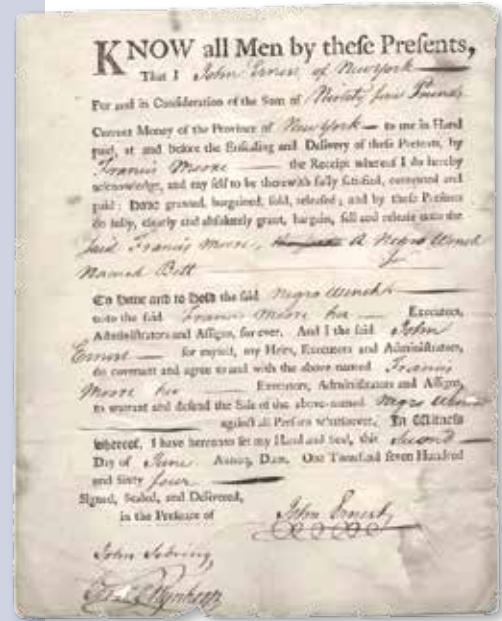 KNOW all Men by theſe Preſents,
That I John Ernest of New York
For and in Conſideration of the Sum of Ninety five Pounds
Current Money of the Province of New York to me in Hand
paid, at and before the Enſealing and Delivery of theſe Preſents, by
Francis Moore the Receipt whereof I do hereby
acknowledge, and my ſelf to be therewith fully ſatisfied, contented and
paid: HAVE granted, bargained, ſold, releaſed; and by theſe Preſents
do fully, clearly and abſolutely grant, bargain, ſell and releaſe unto the
ſaid Francis Moore, A Negro Wench
Named Bett
To Have and to Hold the ſaid Negro Wench
unto the ſaid Francis Moore her Executors,
Adminiſtrators and Aſſigns, for ever. And I the ſaid John
Ernest for myſelf, my Heirs, Executors and Adminiſtrators,
do covenant and agree to and with the above named Francis
Moore her Executors, Adminiſtrators and Aſſigns,
to warrant and defend the Sale of the above-named Negro Wench
againſt all Perſons whatſoever. In Witneſs
whereof, I have hereunto ſet my Hand and Seal, this Second
Day of June Annoq; Dom. One Thouſand ſeven Hundred
and Sixty four
Signed, Sealed, and Delivered,
in the Preſence of
John Ernest
John Sebring